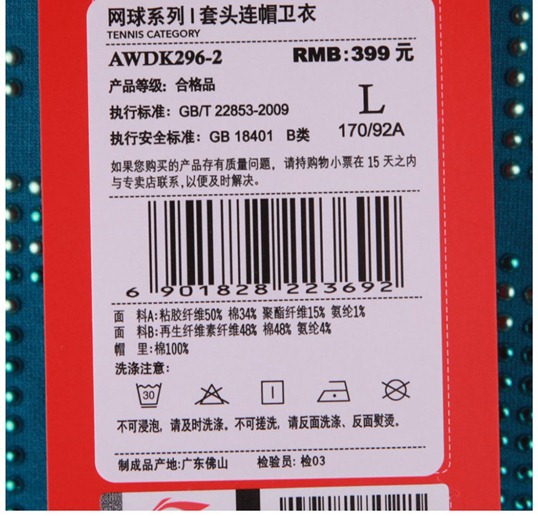 网球系列 | 套头连帽卫衣
TENNIS CATEGORY
AWDK296-2 RMB:399 元
产品等级: 合格品
执行标准: GB/T 22853-2009
L
执行安全标准: GB 18401 B类
170/92A
如果您购买的产品存有质量问题, 请持购物小票在 15 天之内
与专卖店联系,以便及时解决。
6 901828 223692
面 料A:粘胶纤维50% 棉34% 聚酯纤维15% 氨纶1%
面 料B:再生纤维素纤维48% 棉48% 氨纶4%
帽 里:棉100%
洗涤注意:
30
不可浸泡, 请及时洗涤. 不可搓洗, 请反面洗涤、反面熨烫。
制成品产地:广东佛山 检验员: 检03